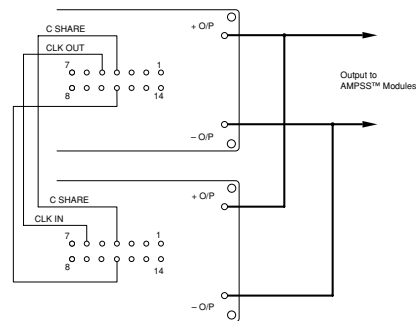 C SHARE
+ O/P
CLK OUT
7 1
8 14
Output to
AMPSS™ Modules
– O/P
C SHARE
+ O/P
CLK IN
7 1
8 14
– O/P